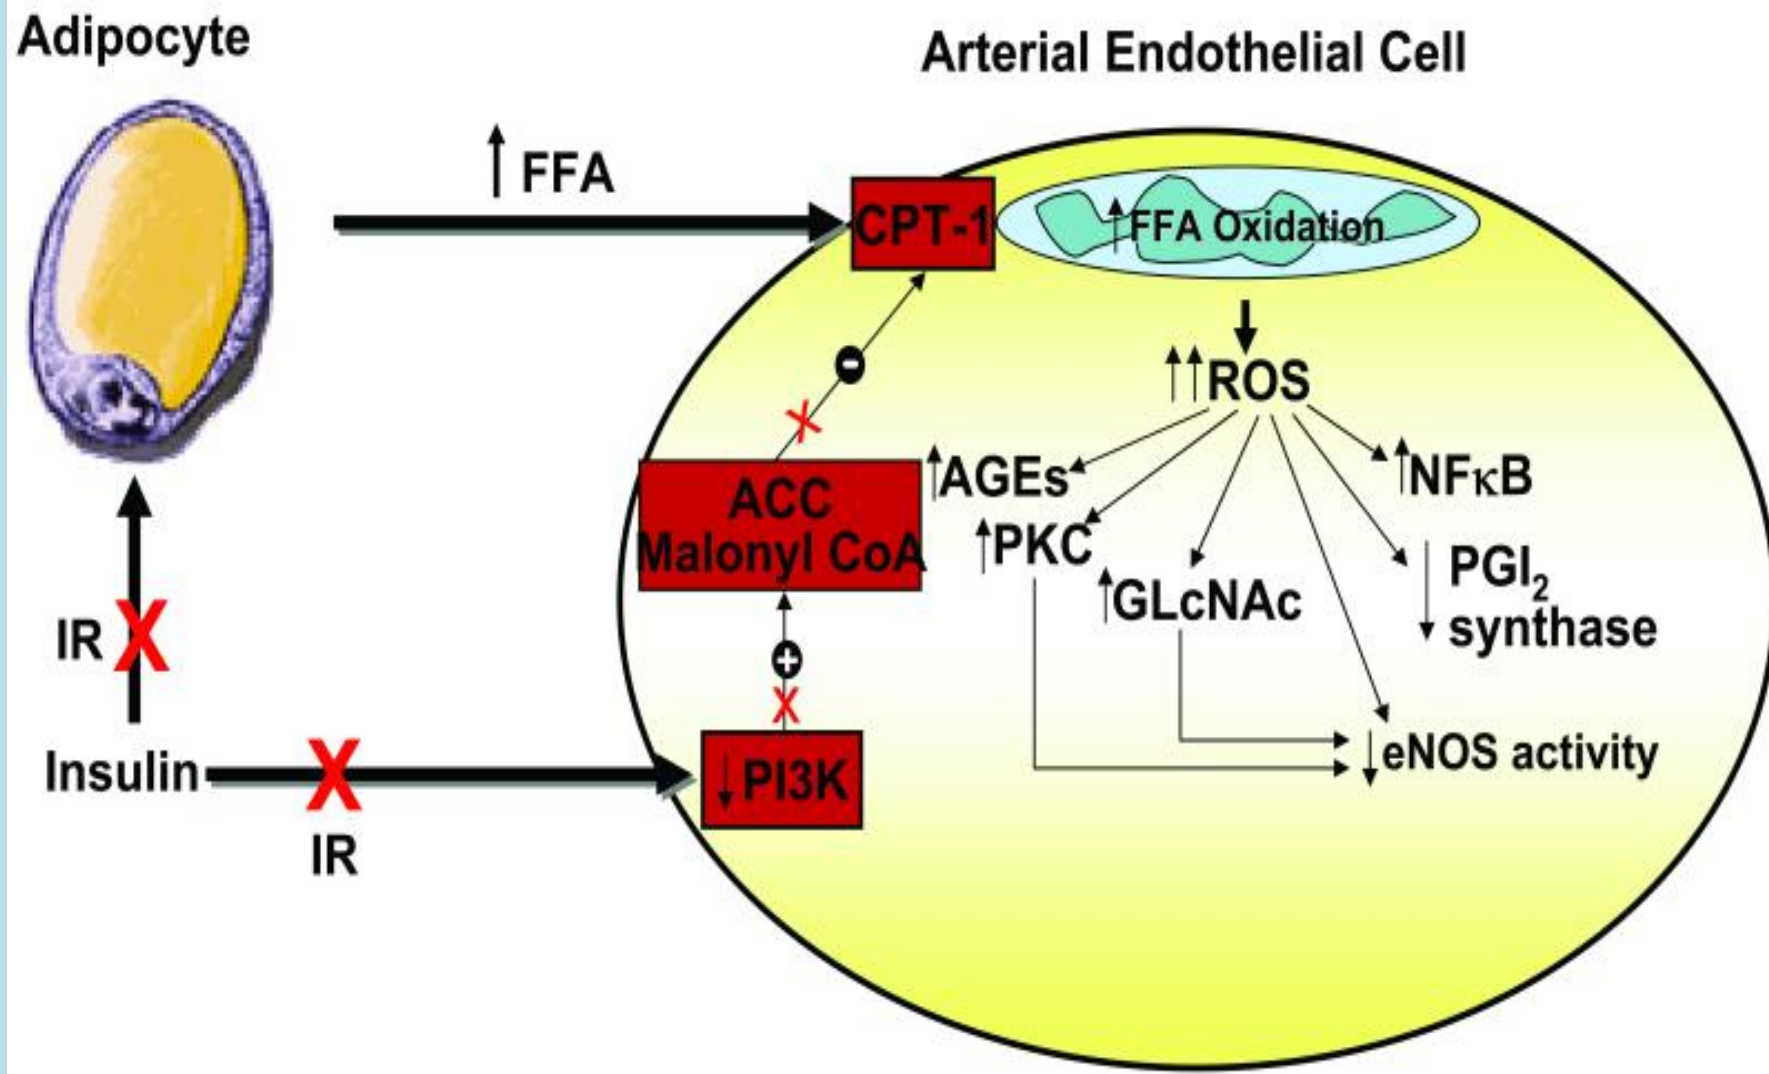 Adipocyte
Arterial Endothelial Cell
↑ FFA
CPT-1
↑FFA Oxidation
↑↑ROS
↑AGEs
↑NFκB
ACC
Malonyl CoA
↑PKC
↑GLcNAc
↓ PGI₂
synthase
IR X
X
+
-
X
Insulin
X
IR
↓ PI3K
↓eNOS activity